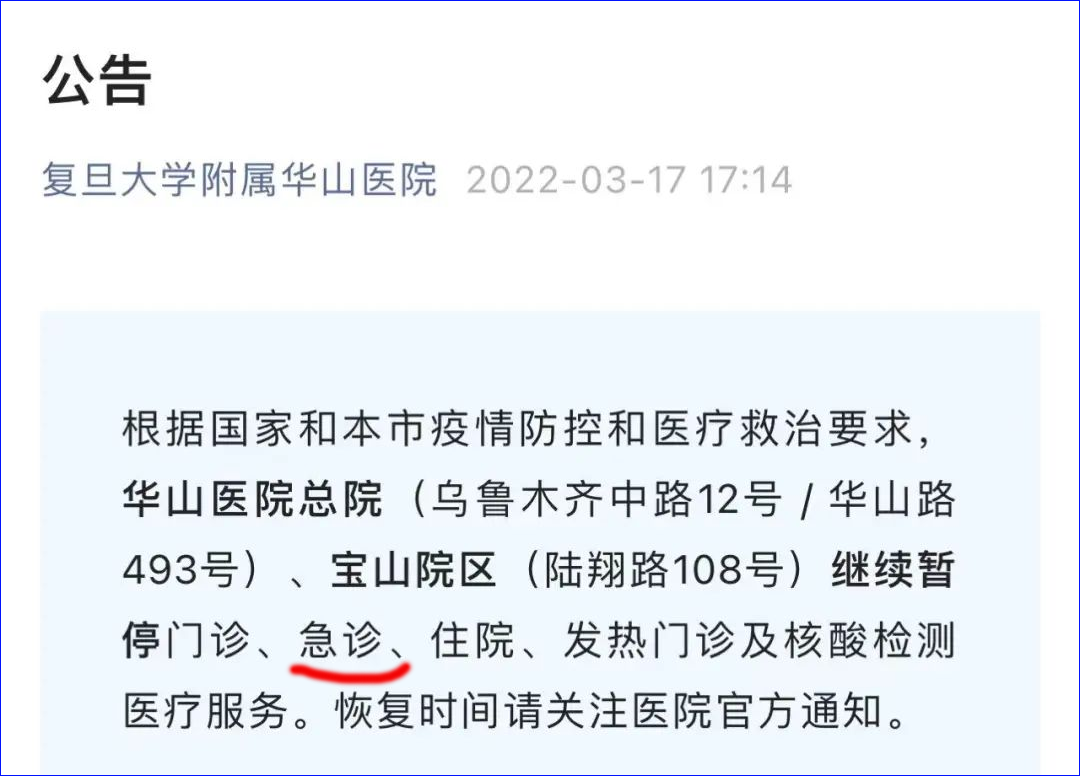 公告
复旦大学附属华山医院 2022-03-17 17:14
根据国家和本市疫情防控和医疗救治要求，
华山医院总院（乌鲁木齐中路12号 / 华山路
493号）、宝山院区（陆翔路108号）继续暂
停门诊、急诊、住院、发热门诊及核酸检测
医疗服务。恢复时间请关注医院官方通知。